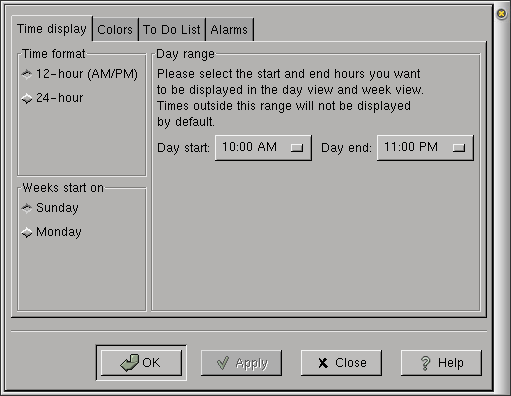 Time display Colors To Do List Alarms
Time format
12-hour (AM/PM)
24-hour
Weeks start on
Sunday
Monday
Day range
Please select the start and end hours you want
to be displayed in the day view and week view.
Times outside this range will not be displayed
by default.
Day start: 10:00 AM Day end: 11:00 PM
OK Apply Close Help